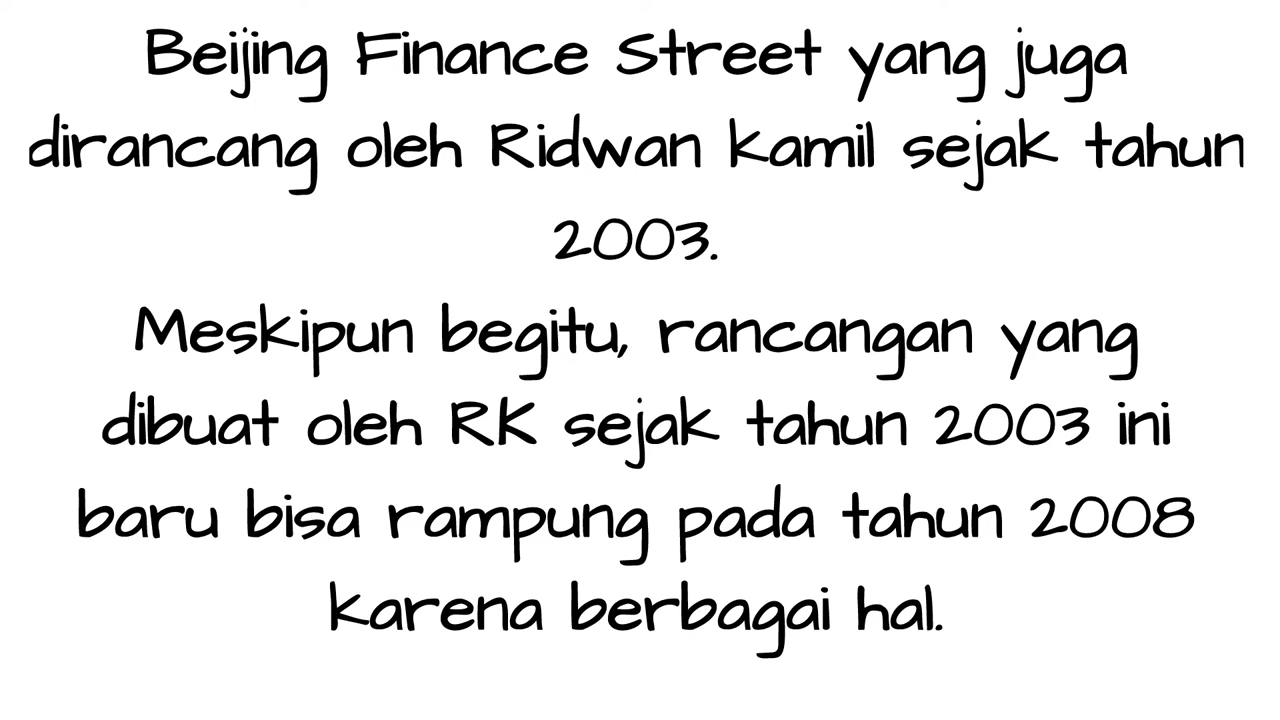 Beijing Finance Street yang juga
dirancang oleh Ridwan kamil sejak tahun
2003.
Meskipun begitu, rancangan yang
dibuat oleh RK sejak tahun 2003 ini
baru bisa rampung pada tahun 2008
karena berbagai hal.